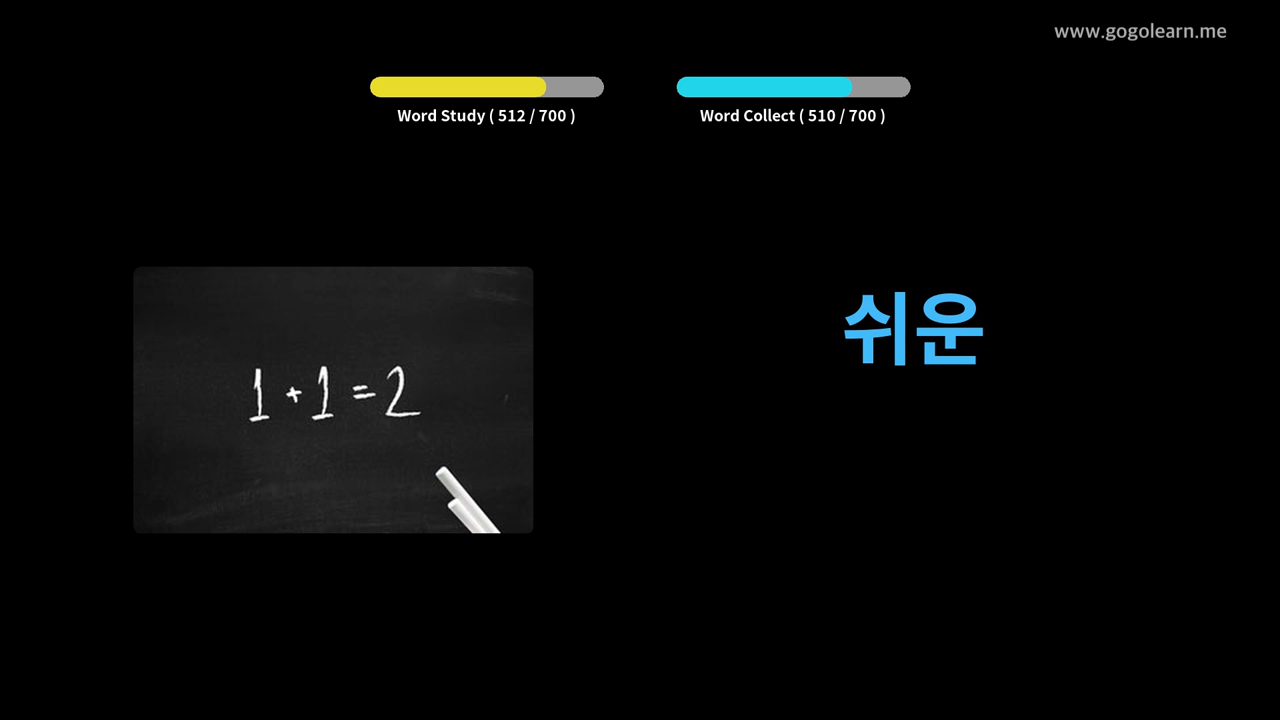 www.gogolearn.me
Word Study ( 512 / 700 )
Word Collect ( 510 / 700 )
쉬운
1 + 1 = 2